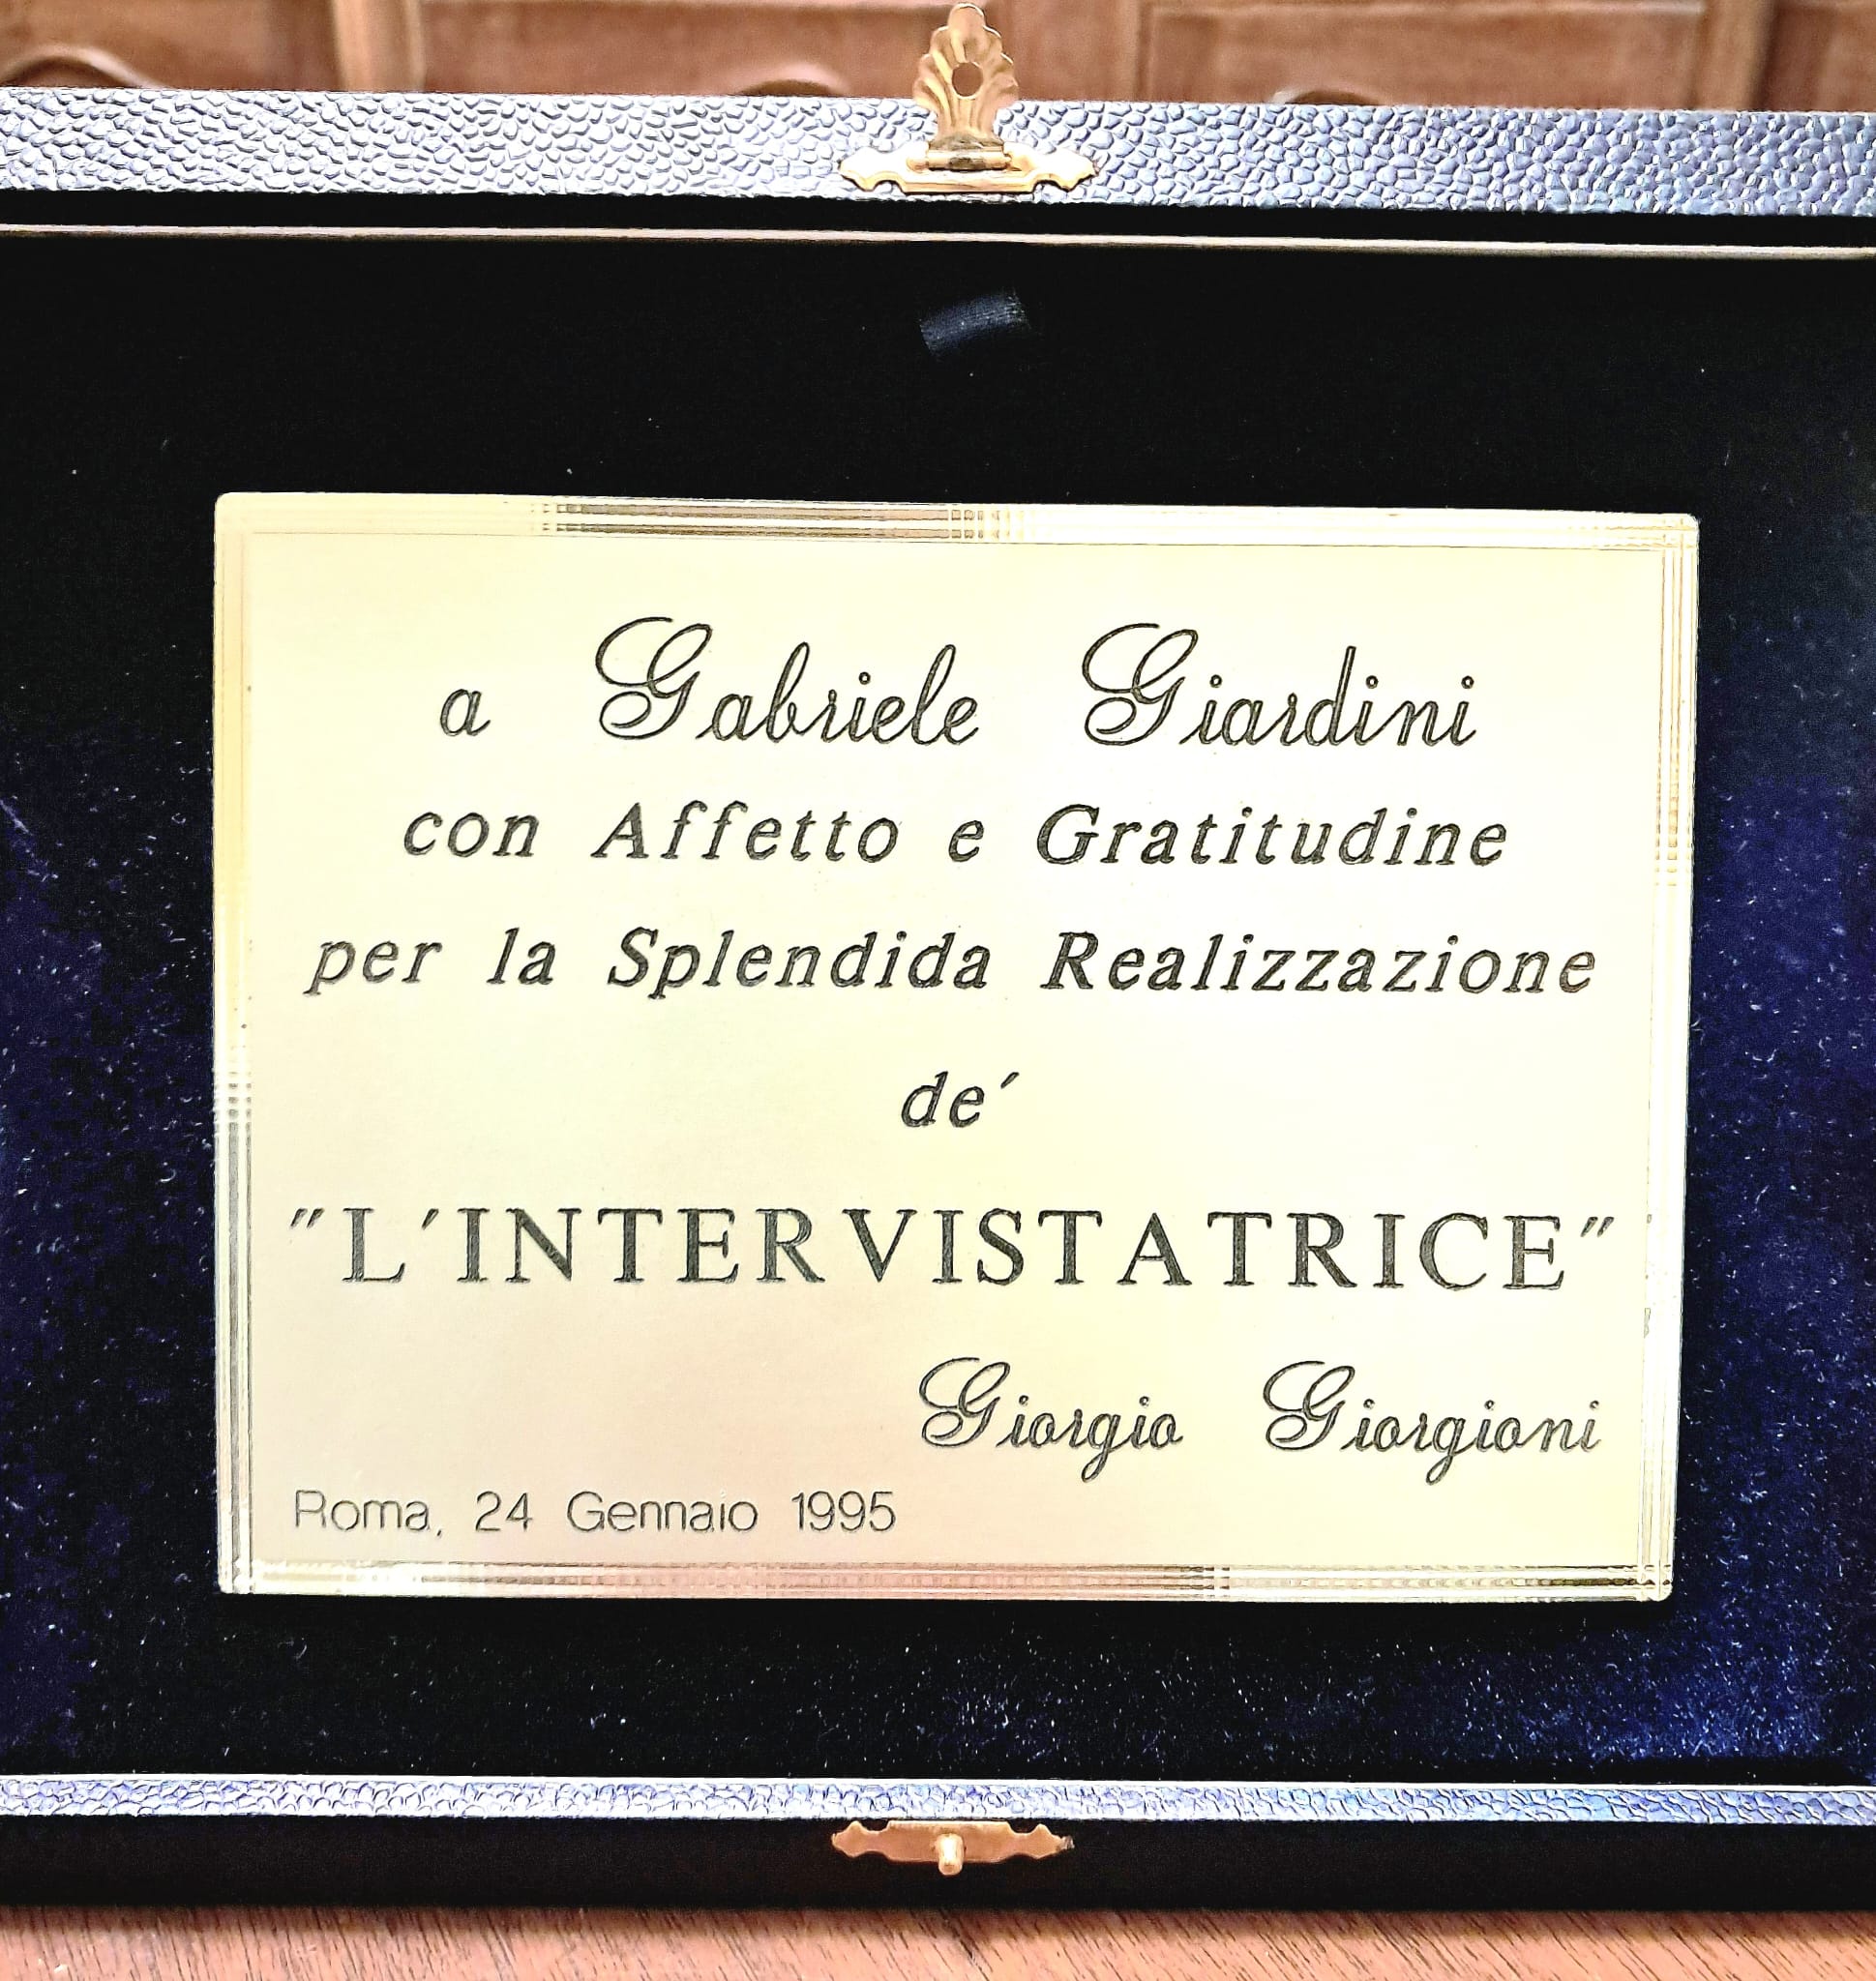 a Gabriele Giardini
con Affetto e Gratitudine
per la Splendida Realizzazione
de´
"L´INTERVISTATRICE"
Giorgio Giorgioni
Roma, 24 Gennaio 1995